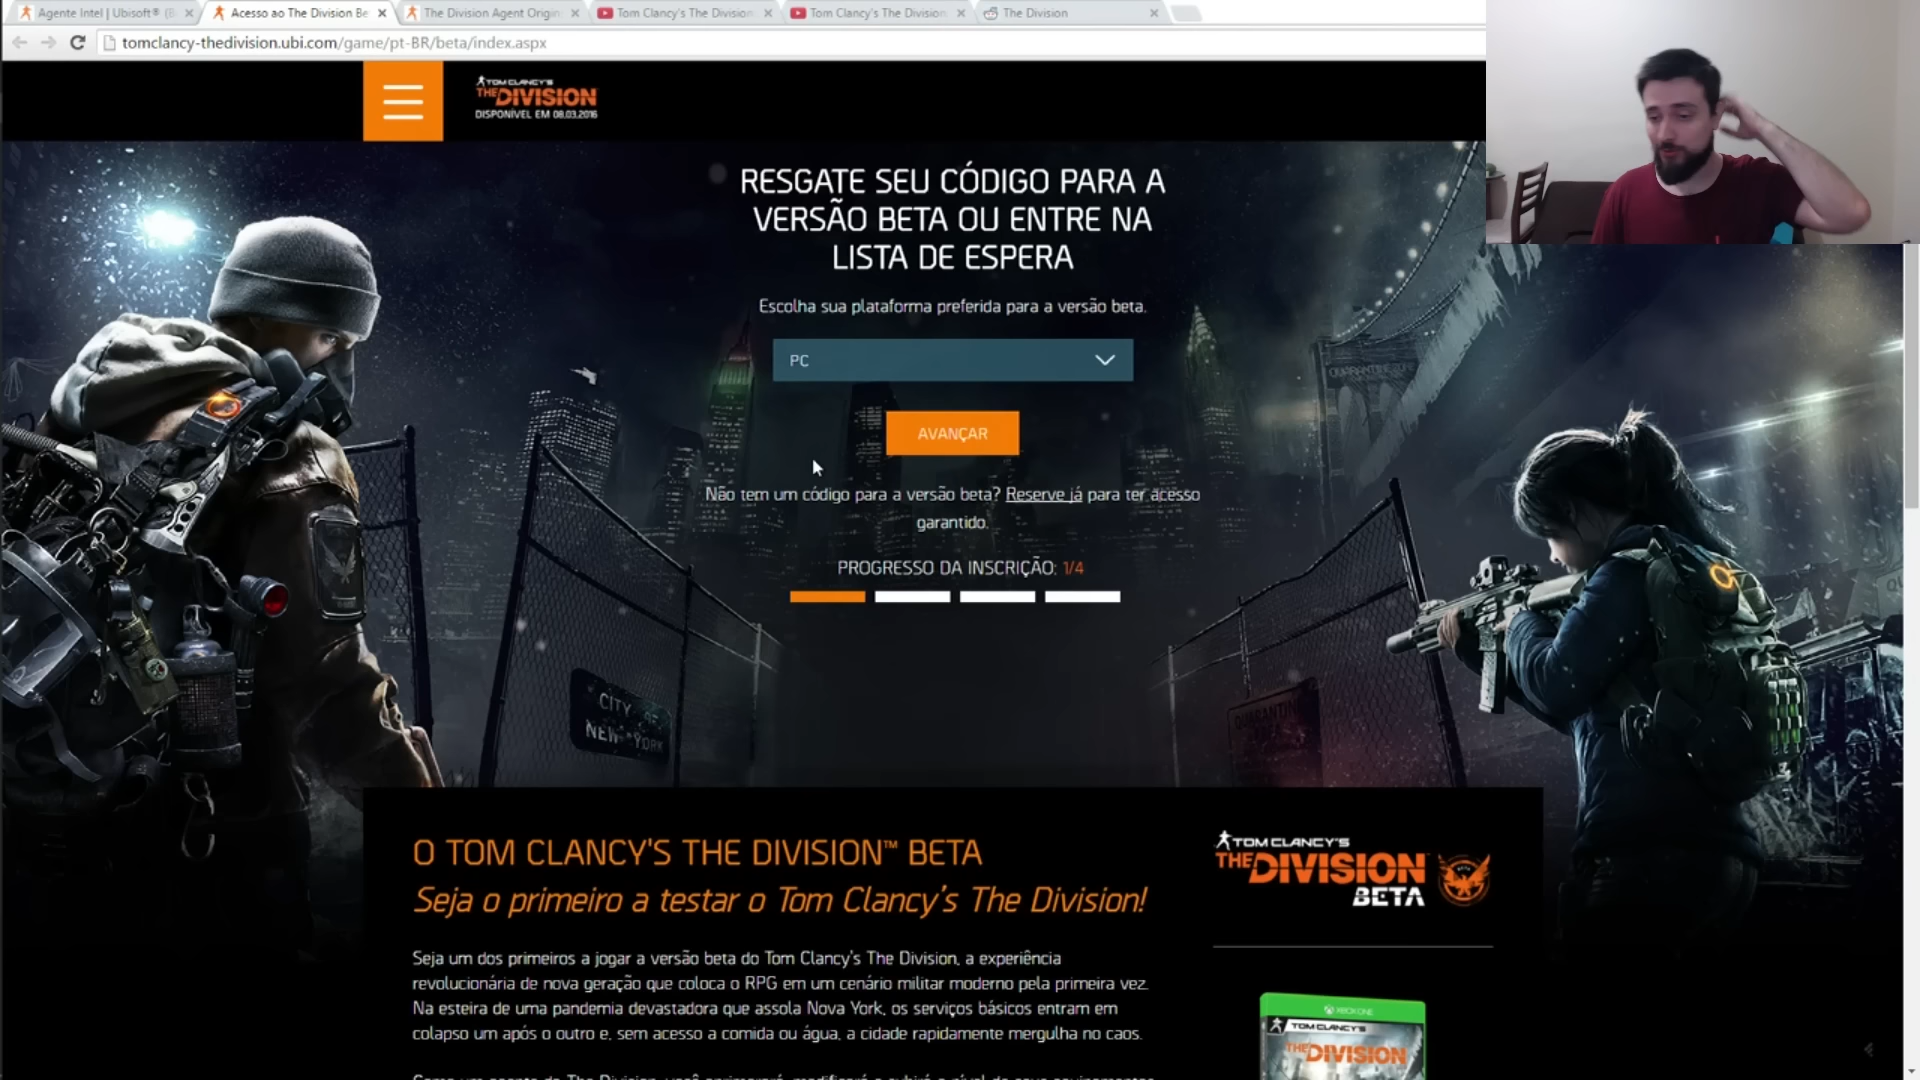 Agente Intel | Ubisoft® (B
Acesso ao The Division Be
The Division Agent Origin
Tom Clancy's The Division
Tom Clancy's The Division
The Division
tomclancy-thedivision.ubi.com/game/pt-BR/beta/index.aspx
TOM CLANCY'S
THE DIVISION
DISPONÍVEL EM 08.03.2016
RESGATE SEU CÓDIGO PARA A
VERSÃO BETA OU ENTRE NA
LISTA DE ESPERA
Escolha sua plataforma preferida para a versão beta.
PC
AVANÇAR
Não tem um código para a versão beta? Reserve já para ter acesso
garantido.
PROGRESSO DA INSCRIÇÃO: 1/4
QUARANTINE ZONE
CITY OF
NEW YORK
QUARANTINE
O TOM CLANCY'S THE DIVISION™ BETA
Seja o primeiro a testar o Tom Clancy's The Division!
Seja um dos primeiros a jogar a versão beta do Tom Clancy's The Division, a experiência
revolucionária de nova geração que coloca o RPG em um cenário militar moderno pela primeira vez.
Na esteira de uma pandemia devastadora que assola Nova York, os serviços básicos entram em
colapso um após o outro e, sem acesso a comida ou água, a cidade rapidamente mergulha no caos.
TOM CLANCY'S
THE DIVISION
BETA
XBOX ONE
TOM CLANCY'S
THE DIVISION